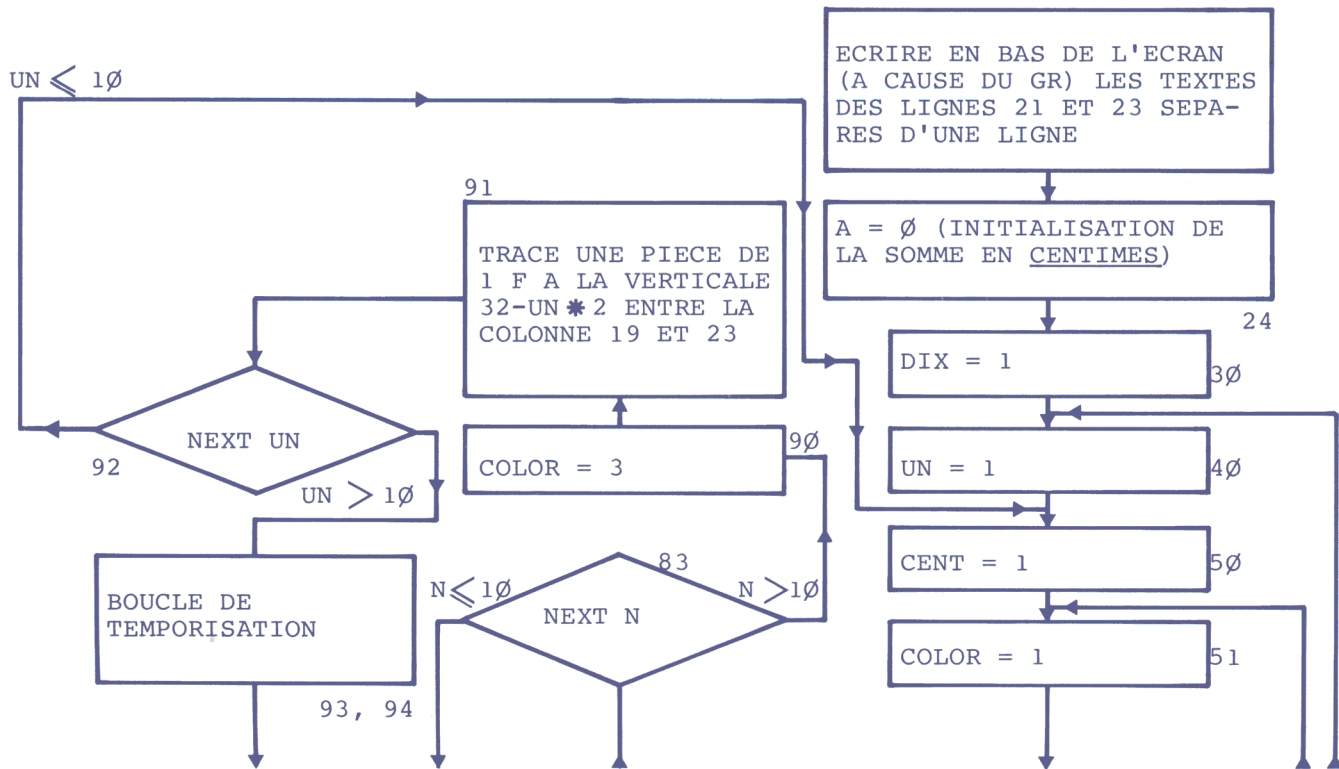 UN ⩽ 1Ø
ECRIRE EN BAS DE L'ECRAN
(A CAUSE DU GR) LES TEXTES
DES LIGNES 21 ET 23 SEPA-
RES D'UNE LIGNE
A = Ø (INITIALISATION DE
LA SOMME EN CENTIMES)
24
DIX = 1
3Ø
UN = 1
4Ø
CENT = 1
5Ø
COLOR = 1
51
91
TRACE UNE PIECE DE
1 F A LA VERTICALE
32-UN * 2 ENTRE LA
COLONNE 19 ET 23
COLOR = 3
9Ø
NEXT UN
92
UN > 1Ø
BOUCLE DE
TEMPORISATION
93, 94
83
N ⩽ 1Ø
N > 1Ø
NEXT N